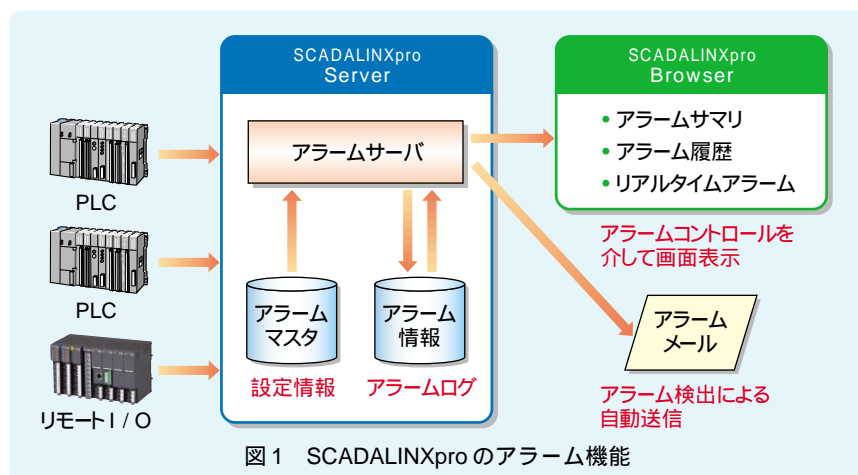 SCADALINXpro
Server
SCADALINXpro
Browser
アラームサーバ
• アラームサマリ
• アラーム履歴
• リアルタイムアラーム
PLC
アラームコントロールを
介して画面表示
PLC
アラーム
マスタ
アラーム
情報
アラーム
メール
設定情報
アラームログ
アラーム検出による
自動送信
リモートI / O
図1 SCADALINXproのアラーム機能